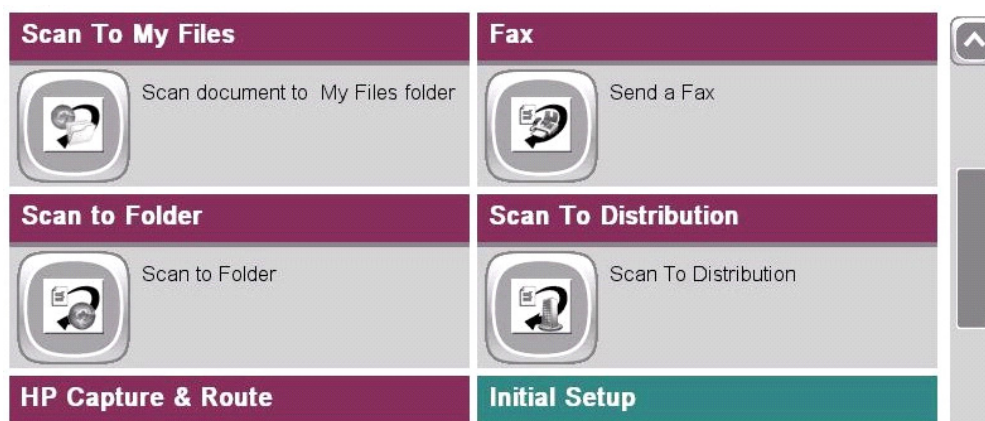 Scan To My Files
Scan document to My Files folder
Fax
Send a Fax
Scan to Folder
Scan to Folder
Scan To Distribution
Scan To Distribution
HP Capture & Route
Initial Setup